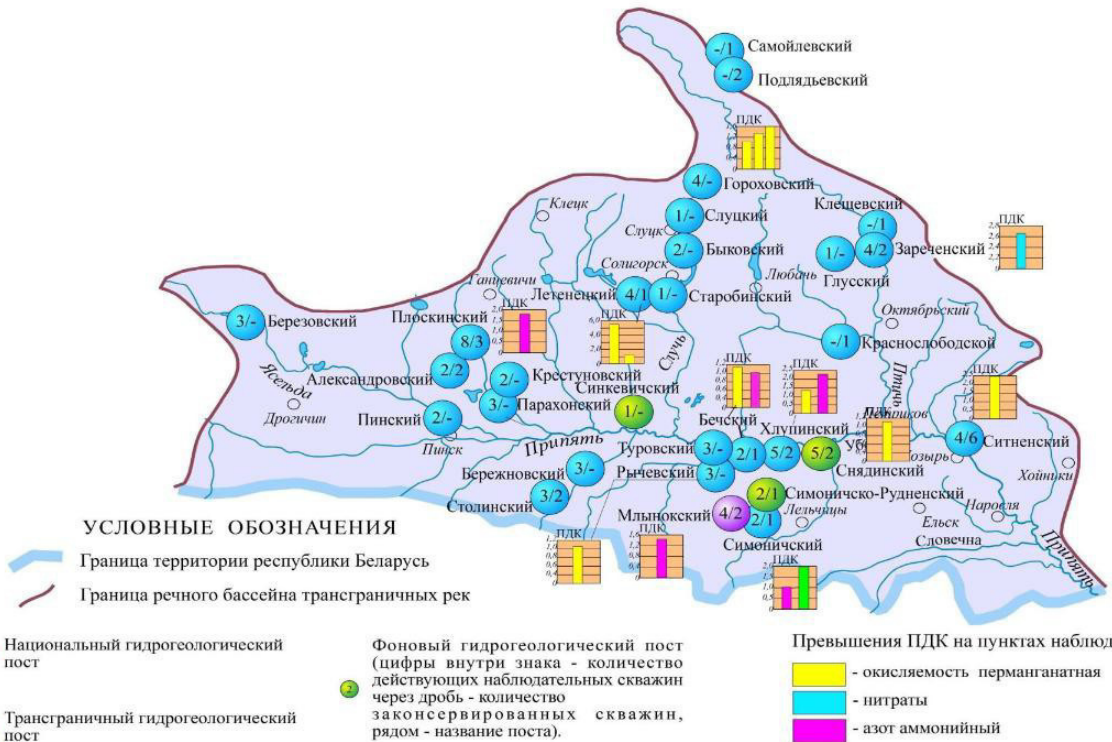 -/1
Самойлевский
-/2
Подлядьевский
ПДК
4/-
Гороховский
Клецк
1/-
Слуцкий
Слуцк
Клешевский
-/1
ПДК
2/-
Быковский
1/-
4/2
Зареченский
Солигорск
Любань
Глусский
Ганцевичи
Летенецкий
4/1
1/-
Старобинский
ПДК
Плоскинский
Октябрьский
3/-
Березовский
ПДК
8/3
-/1
Краснослободской
Случь
Птичь
Ясельда
Александровский
2/2
2/-
Крестуновский
ПДК
ПДК
ПДК
Синкевичский
Дрогичин
3/-
Парахонский
1/-
Пинский
2/-
Бечский
Хлупинский
ПДК
Петриков
Пинск
Припять
Туровский
3/-
2/1
5/2
5/2
4/6
Ситненский
Бережновский
3/-
Рычевский
3/-
Снядинский
Хойники
Столинский
3/2
2/1
Симоничско-Рудненский
Млынокский
4/2
2/1
Лельчицы
Наровля
Ельск
Симоничский
Словечна
Припять
ПДК
ПДК
ПДК
УСЛОВНЫЕ ОБОЗНАЧЕНИЯ
Граница территории республики Беларусь
Граница речного бассейна трансграничных рек
Национальный гидрогеологический
пост
Трансграничный гидрогеологический
пост
2
Фоновый гидрогеологический пост
(цифры внутри знака - количество
действующих наблюдательных скважин
через дробь - количество
законсервированных скважин,
рядом - название поста).
Превышения ПДК на пунктах наблюд
- окисляемость перманганатная
- нитраты
- азот аммонийный